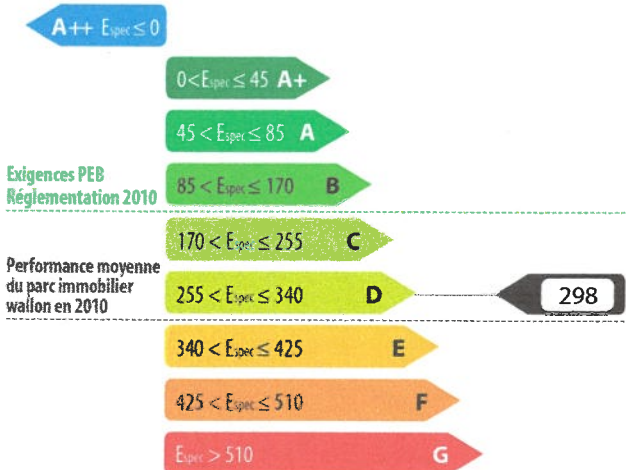 A++ Espec ≤ 0
0<Espec ≤ 45 A+
45 < Espec ≤ 85 A
Exigences PEB
Réglementation 2010
85 < Espec ≤ 170 B
170 < Espec ≤ 255 C
Performance moyenne
du parc immobilier
wallon en 2010
255 < Espec ≤ 340 D
298
340 < Espec ≤ 425 E
425 < Espec ≤ 510 F
Espec > 510 G